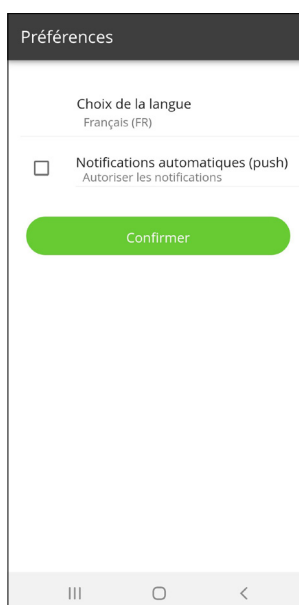 Préférences
Choix de la langue
Français (FR)
Notifications automatiques (push)
Autoriser les notifications
Confirmer